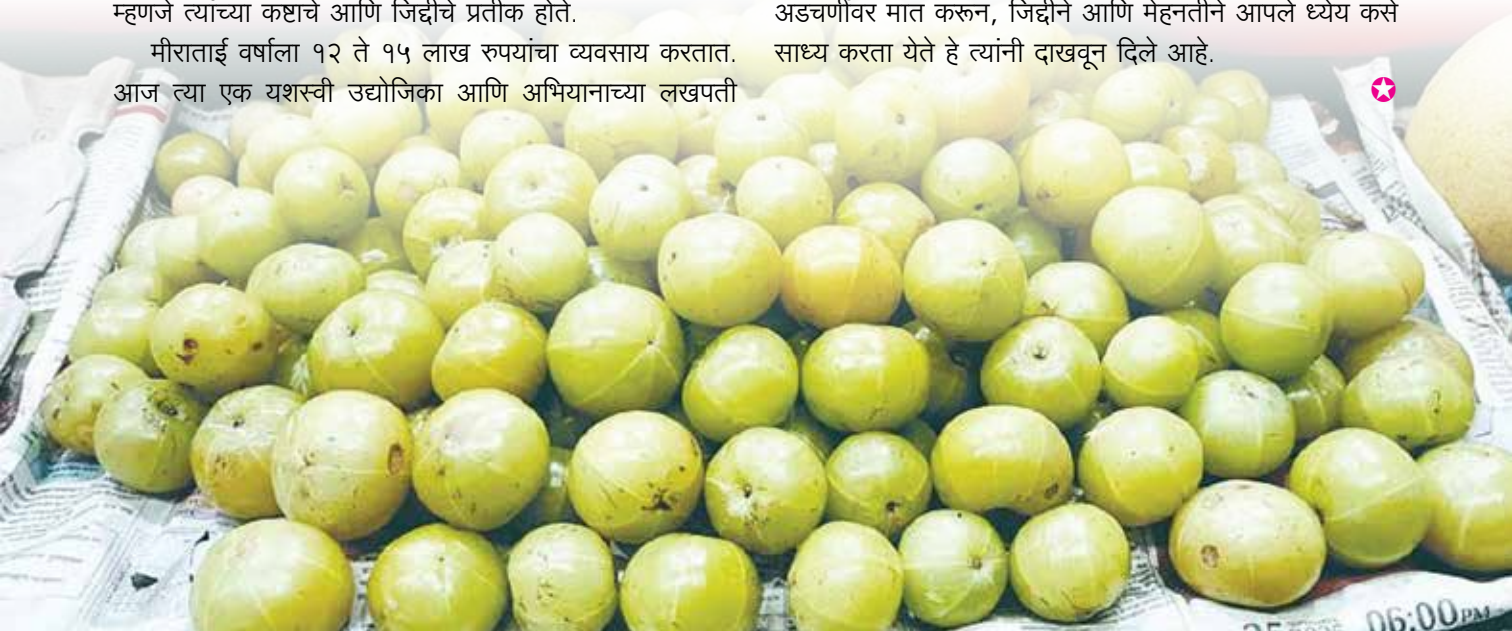 म्हणजे त्यांच्या कष्टाचे आणि जिद्दीचे प्रतीक होते.
मीराताई वर्षाला १२ ते १५ लाख रुपयांचा व्यवसाय करतात.
आज त्या एक यशस्वी उद्योजिका आणि अभियानाच्या लखपती
अडचणींवर मात करून, जिद्दीने आणि मेहनतीने आपले ध्येय कसे
साध्य करता येते हे त्यांनी दाखवून दिले आहे.
06:00PM